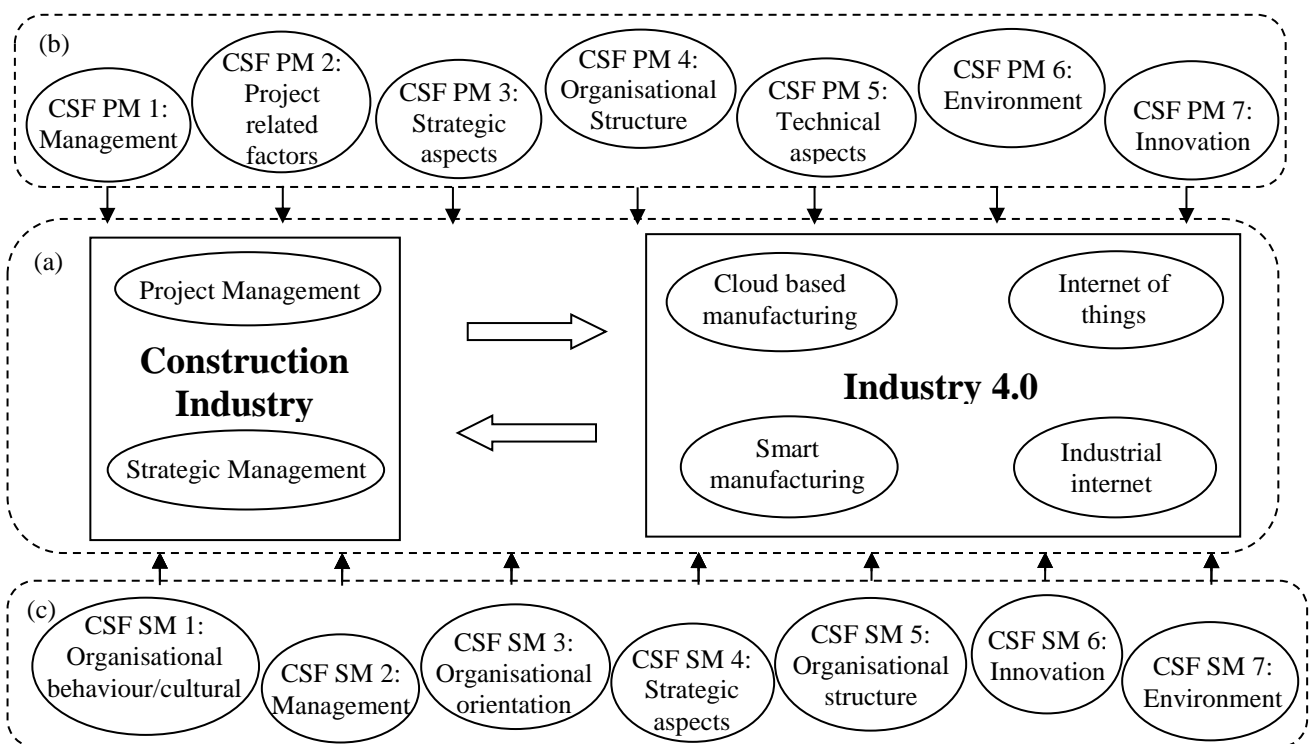 (b)
CSF PM 1:
Management
CSF PM 2:
Project
related
factors
CSF PM 3:
Strategic
aspects
CSF PM 4:
Organisational
Structure
CSF PM 5:
Technical
aspects
CSF PM 6:
Environment
CSF PM 7:
Innovation
(a)
Project Management
Construction
Industry
Strategic Management
Cloud based
manufacturing
Internet of
things
Industry 4.0
Smart
manufacturing
Industrial
internet
(c)
CSF SM 1:
Organisational
behaviour/cultural
CSF SM 2:
Management
CSF SM 3:
Organisational
orientation
CSF SM 4:
Strategic
aspects
CSF SM 5:
Organisational
structure
CSF SM 6:
Innovation
CSF SM 7:
Environment